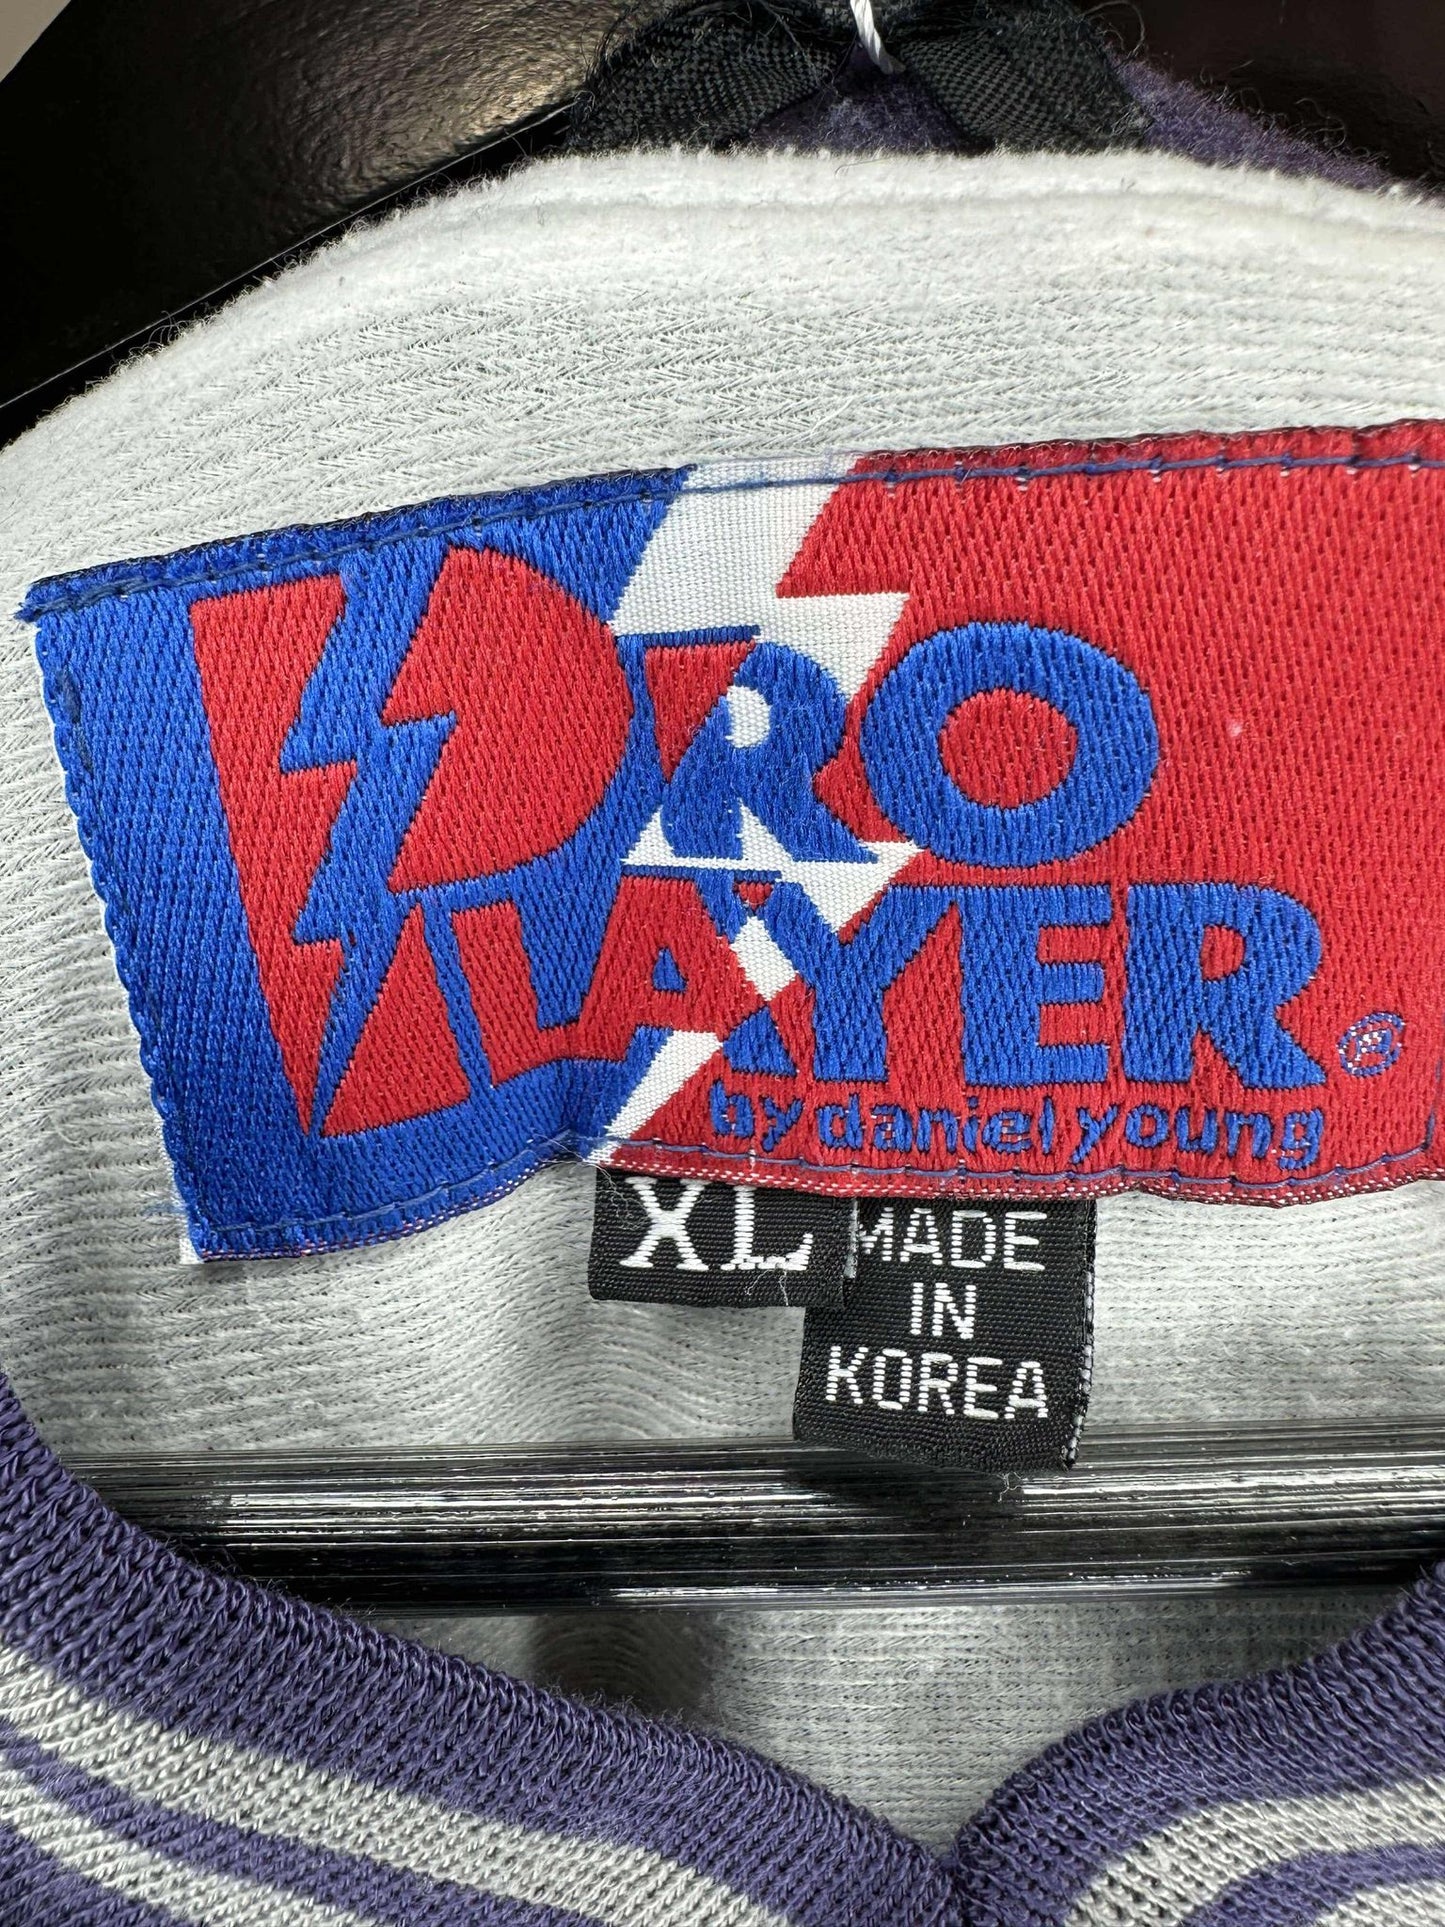 PRO
PLAYER®
by daniel young
XL
MADE
IN
KOREA